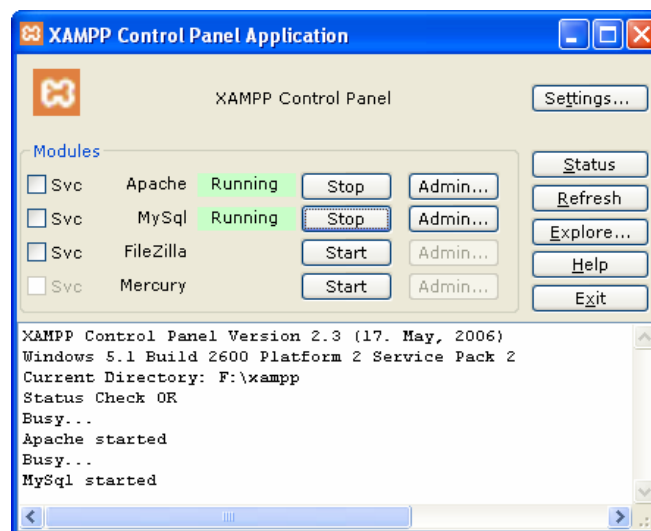 XAMPP Control Panel Application
XAMPP Control Panel
Settings...
Modules
Svc Apache Running Stop Admin...
Svc MySql Running Stop Admin...
Svc FileZilla Start Admin...
Svc Mercury Start Admin...
Status
Refresh
Explore...
Help
Exit
XAMPP Control Panel Version 2.3 (17. May, 2006)
Windows 5.1 Build 2600 Platform 2 Service Pack 2
Current Directory: F:\xampp
Status Check OK
Busy...
Apache started
Busy...
MySql started